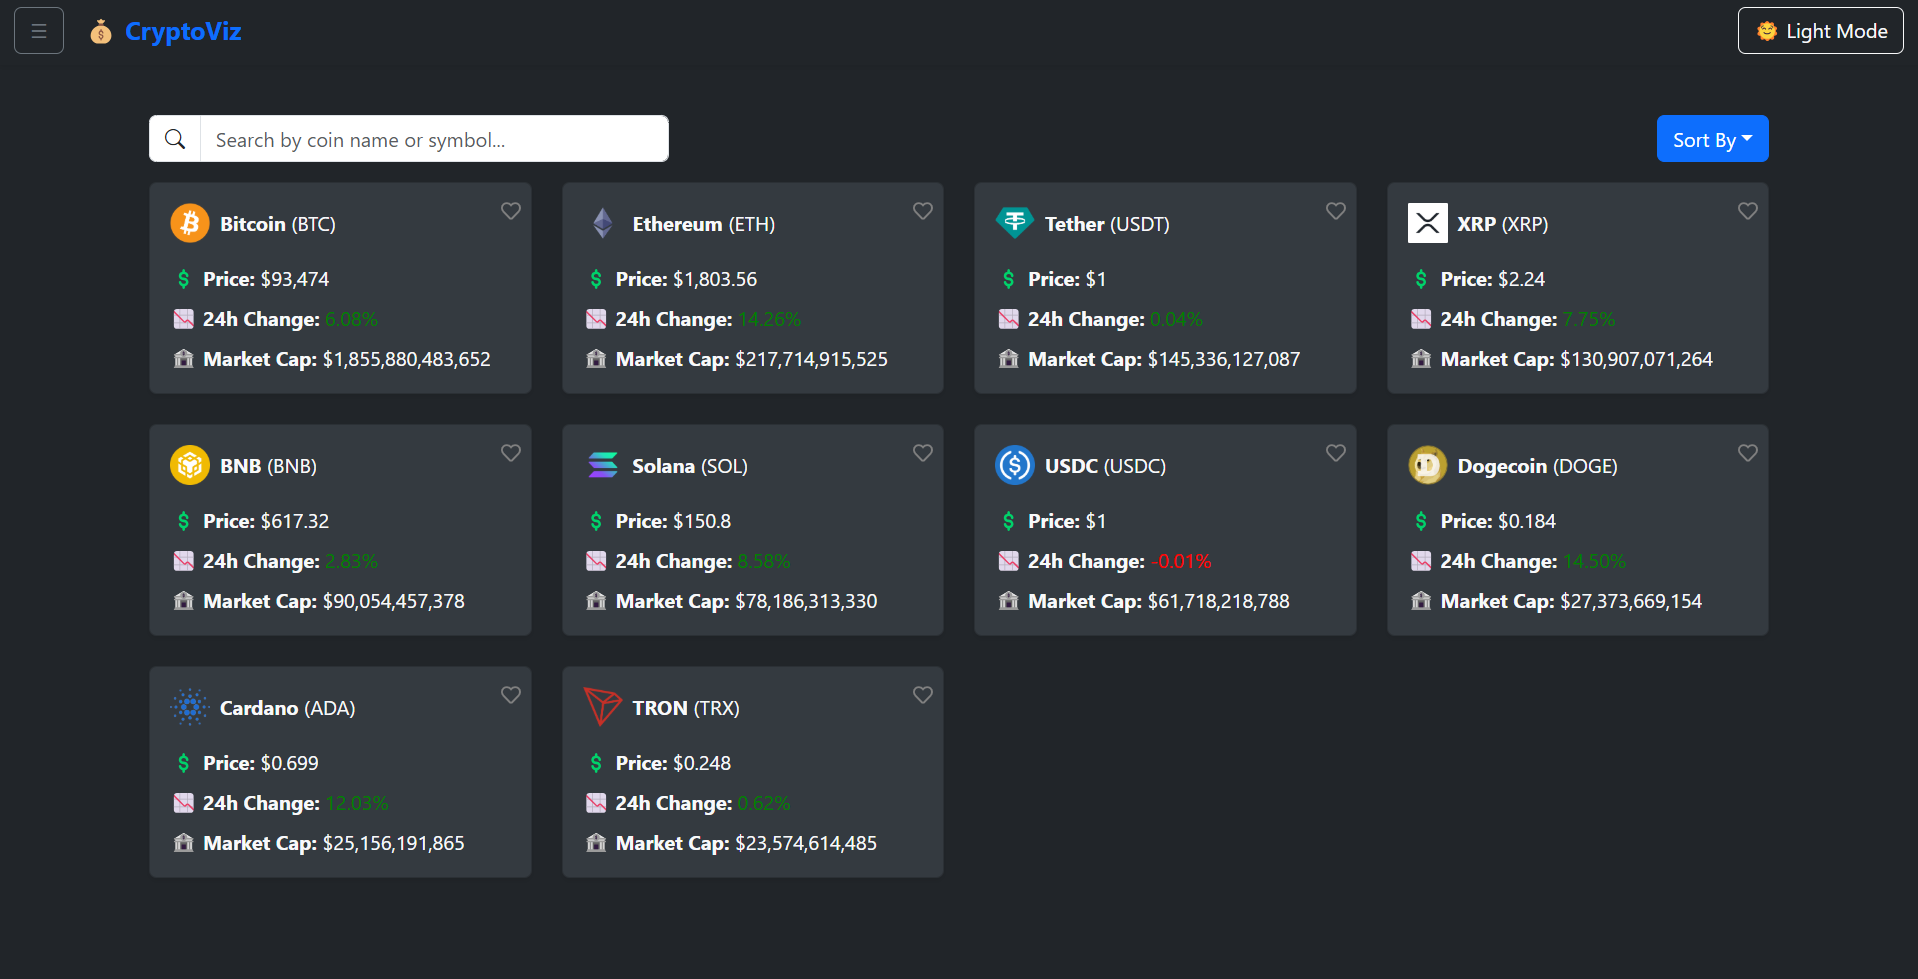 ☰ 💰 CryptoViz 🌞 Light Mode
Search by coin name or symbol...
Sort By
Bitcoin (BTC)
Price: $93,474
24h Change: 6.08%
Market Cap: $1,855,880,483,652
Ethereum (ETH)
Price: $1,803.56
24h Change: 14.26%
Market Cap: $217,714,915,525
Tether (USDT)
Price: $1
24h Change: 0.04%
Market Cap: $145,336,127,087
XRP (XRP)
Price: $2.24
24h Change: 7.75%
Market Cap: $130,907,071,264
BNB (BNB)
Price: $617.32
24h Change: 2.83%
Market Cap: $90,054,457,378
Solana (SOL)
Price: $150.8
24h Change: 8.58%
Market Cap: $78,186,313,330
USDC (USDC)
Price: $1
24h Change: -0.01%
Market Cap: $61,718,218,788
Dogecoin (DOGE)
Price: $0.184
24h Change: 14.50%
Market Cap: $27,373,669,154
Cardano (ADA)
Price: $0.699
24h Change: 12.03%
Market Cap: $25,156,191,865
TRON (TRX)
Price: $0.248
24h Change: 0.62%
Market Cap: $23,574,614,485